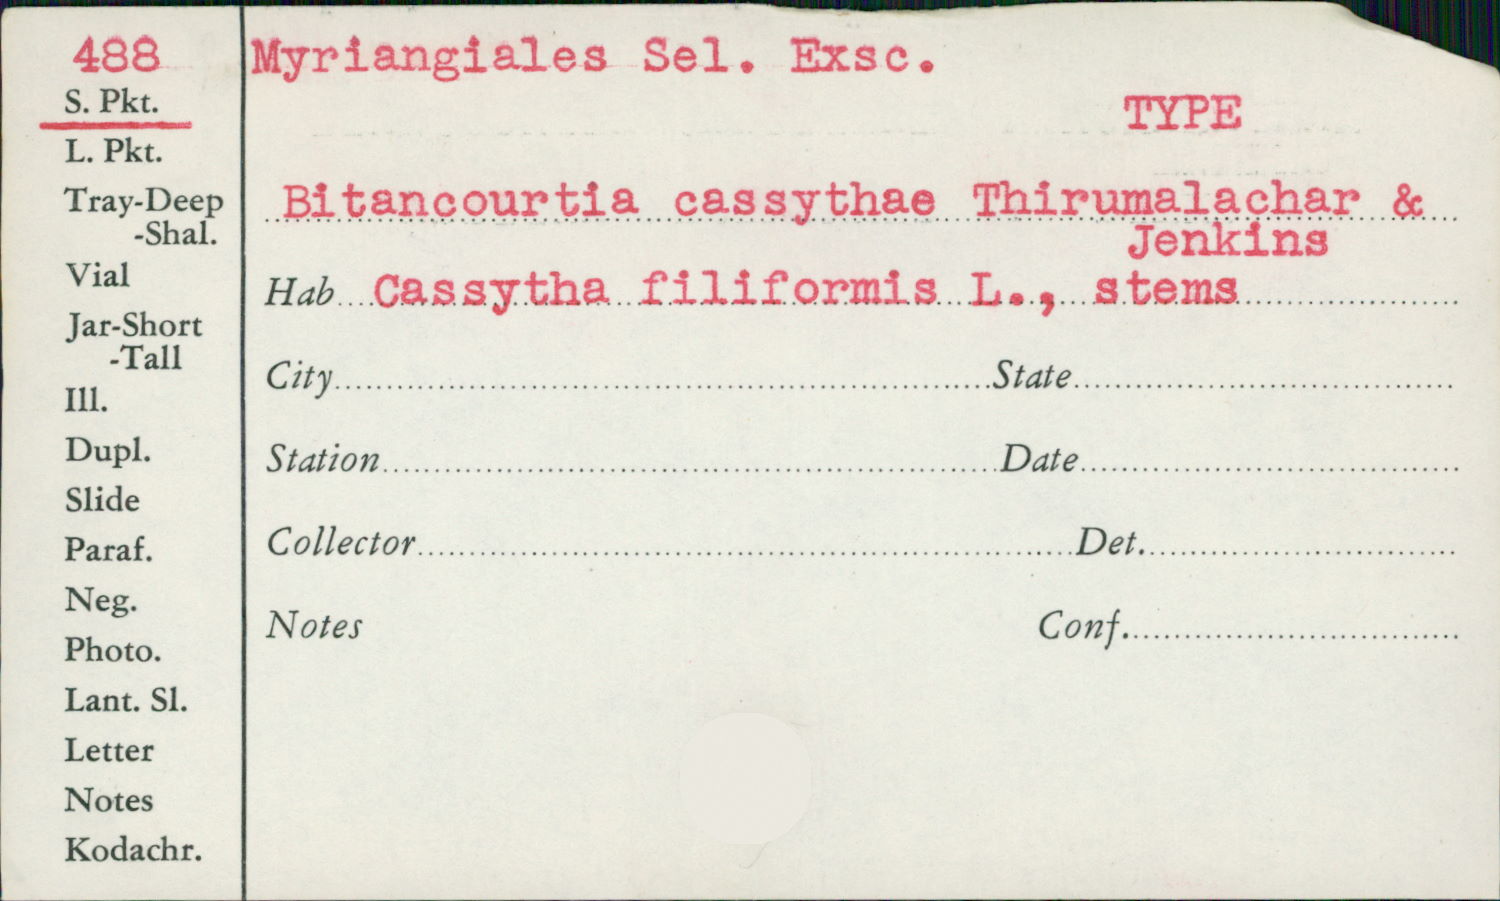 488
S. Pkt.
L. Pkt.
Tray-Deep
-Shal.
Vial
Jar-Short
-Tall
Ill.
Dupl.
Slide
Paraf.
Neg.
Photo.
Lant. Sl.
Letter
Notes
Kodachr.
Myriangiales Sel. Exsc.
TYPE
Bitancourtia cassythae Thirumalachar &
Jenkins
Hab Cassytha filiformis L., stems
City State
Station Date
Collector Det.
Notes Conf.